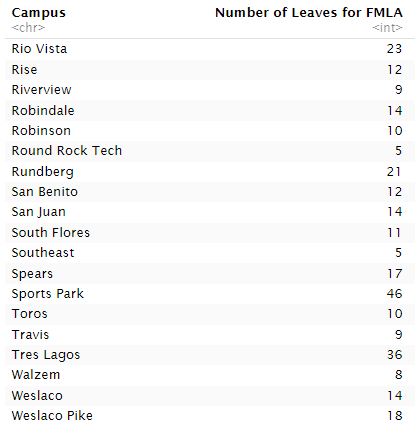 Campus Number of Leaves for FMLA
<chr> <int>
Rio Vista 23
Rise 12
Riverview 9
Robindale 14
Robinson 10
Round Rock Tech 5
Rundberg 21
San Benito 12
San Juan 14
South Flores 11
Southeast 5
Spears 17
Sports Park 46
Toros 10
Travis 9
Tres Lagos 36
Walzem 8
Weslaco 14
Weslaco Pike 18